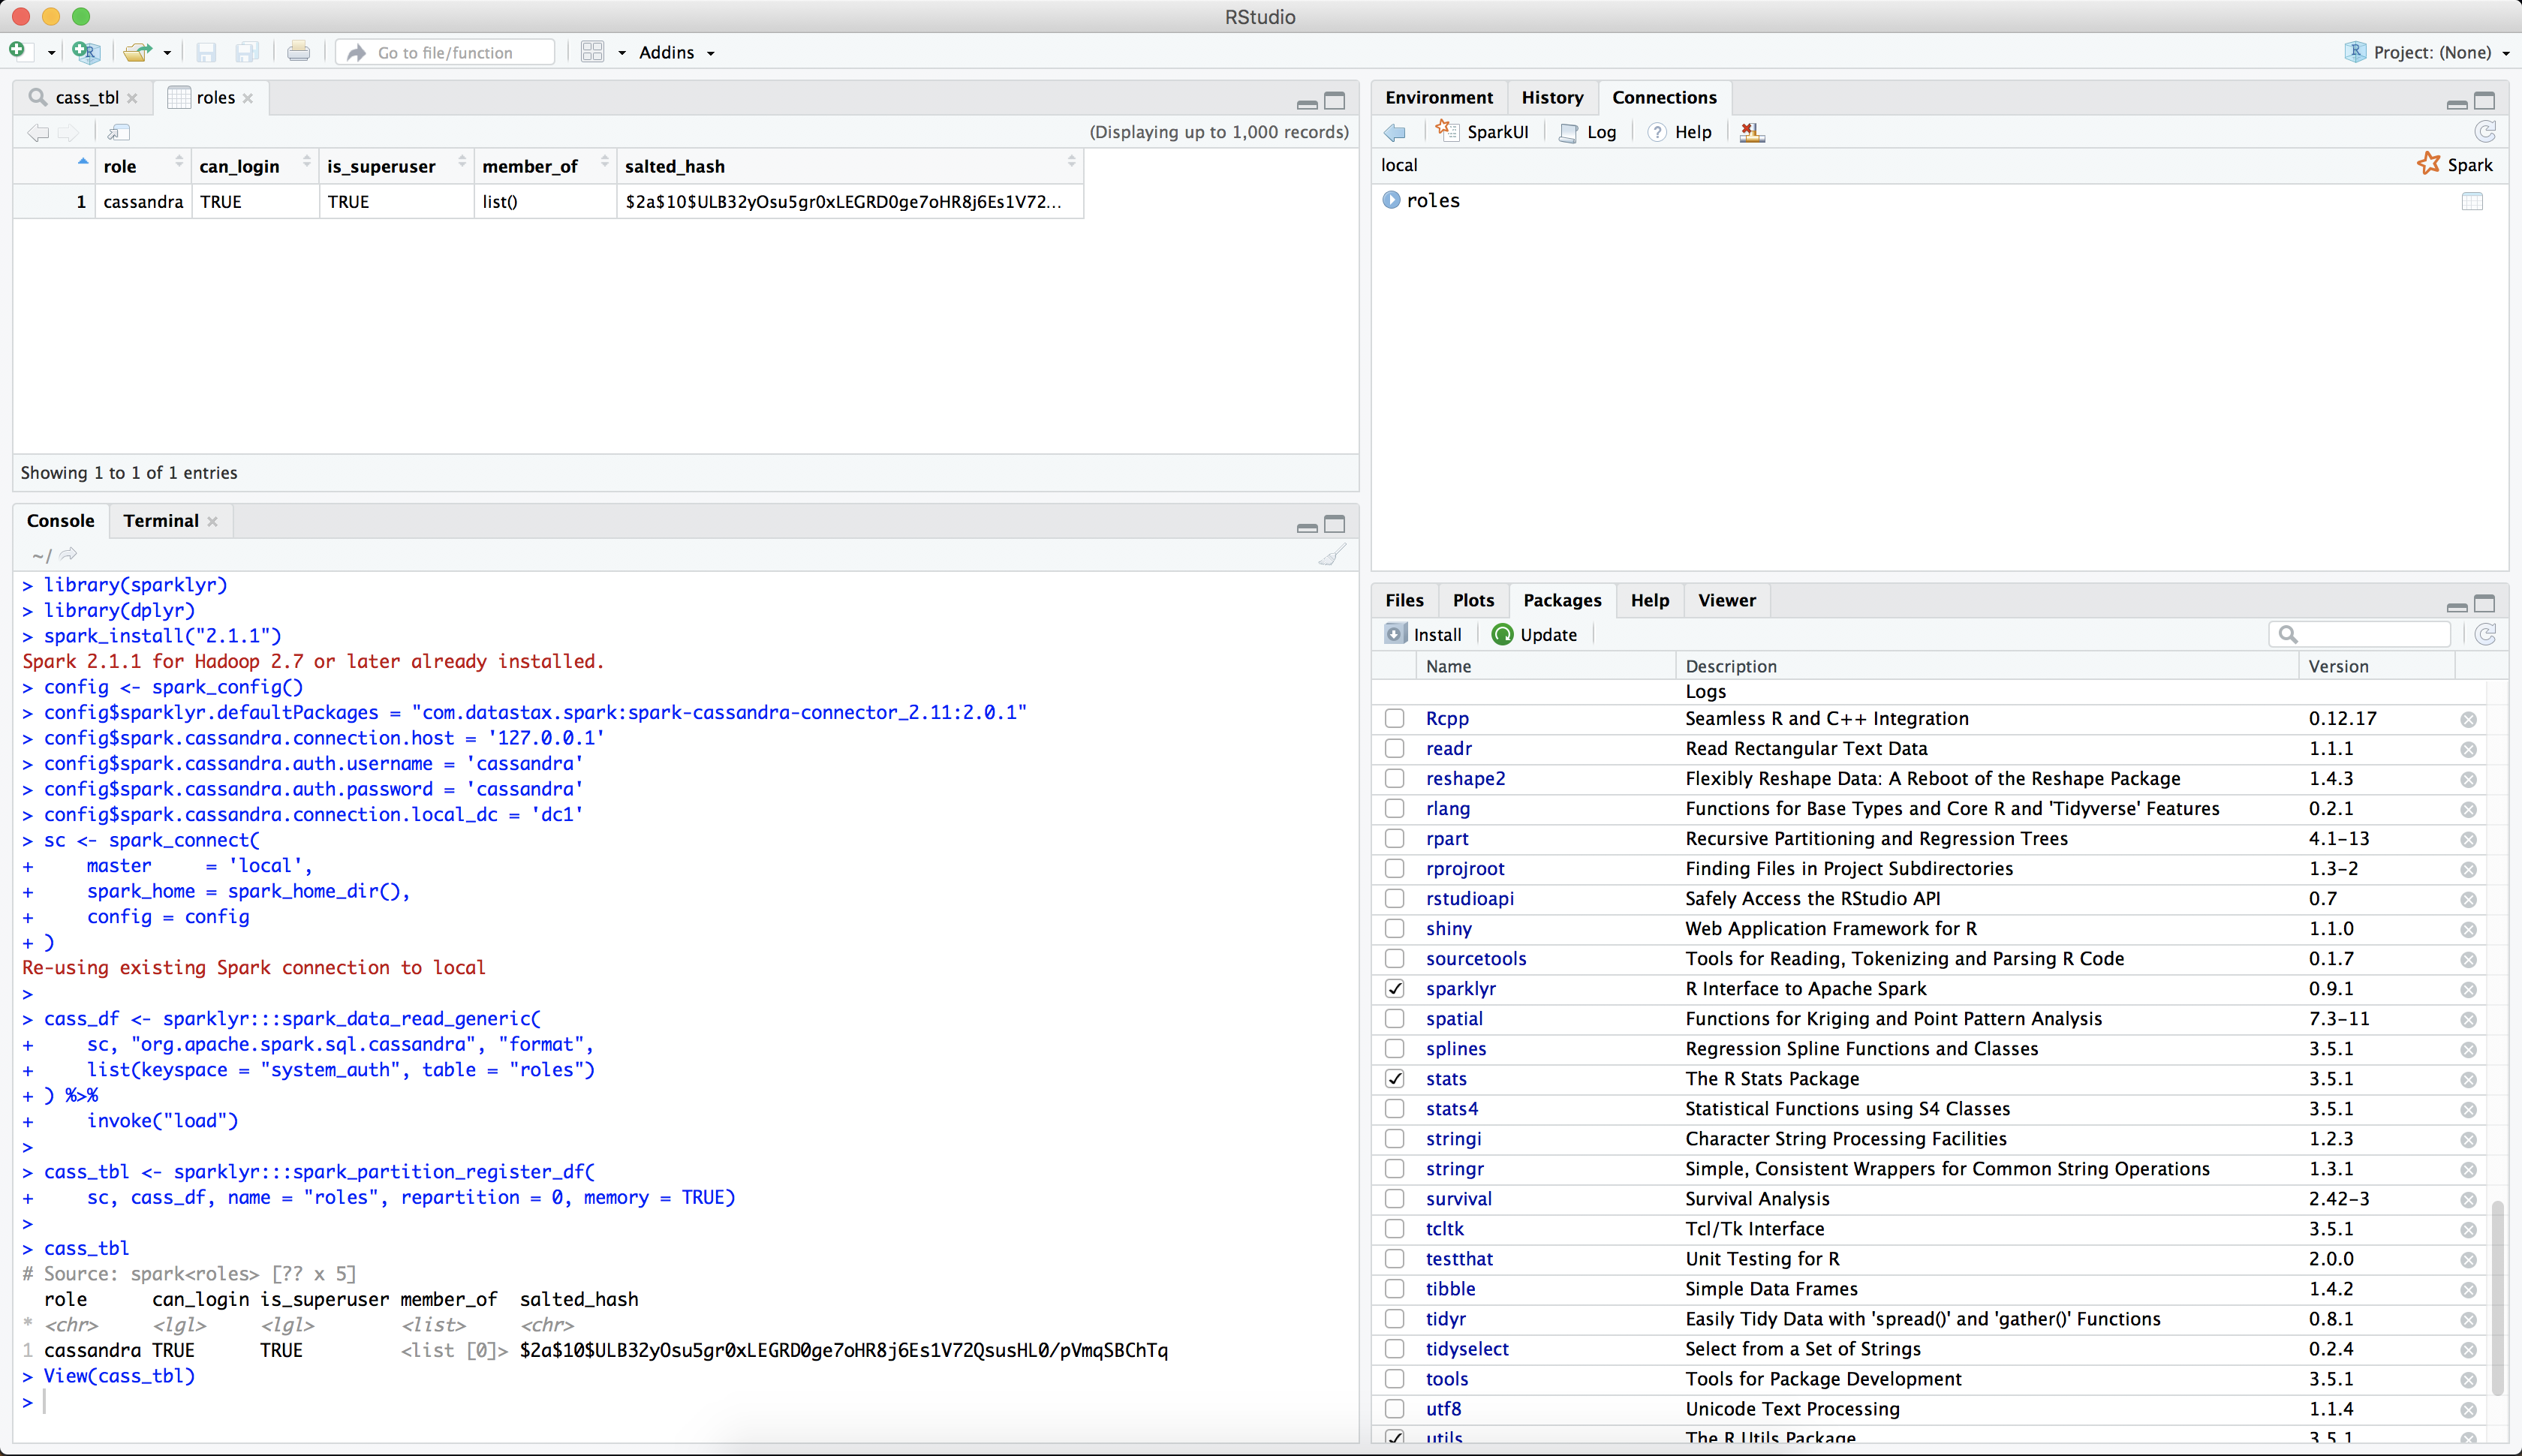 RStudio
Go to file/function
Addins
Project: (None)
cass_tbl
roles
(Displaying up to 1,000 records)
role can_login is_superuser member_of salted_hash
1 cassandra TRUE TRUE list() $2a$10$ULB32yOsu5gr0xLEGRD0ge7oHR8j6Es1V72...
Showing 1 to 1 of 1 entries
Console Terminal
~/
> library(sparklyr)
> library(dplyr)
> spark_install("2.1.1")
Spark 2.1.1 for Hadoop 2.7 or later already installed.
> config <- spark_config()
> config$sparklyr.defaultPackages = "com.datastax.spark:spark-cassandra-connector_2.11:2.0.1"
> config$spark.cassandra.connection.host = '127.0.0.1'
> config$spark.cassandra.auth.username = 'cassandra'
> config$spark.cassandra.auth.password = 'cassandra'
> config$spark.cassandra.connection.local_dc = 'dc1'
> sc <- spark_connect(
+     master     = 'local',
+     spark_home = spark_home_dir(),
+     config = config
+ )
Re-using existing Spark connection to local
>
> cass_df <- sparklyr:::spark_data_read_generic(
+     sc, "org.apache.spark.sql.cassandra", "format",
+     list(keyspace = "system_auth", table = "roles")
+ ) %>%
+     invoke("load")
>
> cass_tbl <- sparklyr:::spark_partition_register_df(
+     sc, cass_df, name = "roles", repartition = 0, memory = TRUE)
>
> cass_tbl
# Source: spark<roles> [?? x 5]
  role      can_login is_superuser member_of  salted_hash
* <chr>     <lgl>     <lgl>        <list>     <chr>
1 cassandra TRUE      TRUE         <list [0]> $2a$10$ULB32yOsu5gr0xLEGRD0ge7oHR8j6Es1V72QsusHL0/pVmqSBChTq
> View(cass_tbl)
>
Environment History Connections
SparkUI Log Help
local Spark
roles
Files Plots Packages Help Viewer
Install Update
Name Description Version
Logs
Rcpp Seamless R and C++ Integration 0.12.17
readr Read Rectangular Text Data 1.1.1
reshape2 Flexibly Reshape Data: A Reboot of the Reshape Package 1.4.3
rlang Functions for Base Types and Core R and 'Tidyverse' Features 0.2.1
rpart Recursive Partitioning and Regression Trees 4.1-13
rprojroot Finding Files in Project Subdirectories 1.3-2
rstudioapi Safely Access the RStudio API 0.7
shiny Web Application Framework for R 1.1.0
sourcetools Tools for Reading, Tokenizing and Parsing R Code 0.1.7
sparklyr R Interface to Apache Spark 0.9.1
spatial Functions for Kriging and Point Pattern Analysis 7.3-11
splines Regression Spline Functions and Classes 3.5.1
stats The R Stats Package 3.5.1
stats4 Statistical Functions using S4 Classes 3.5.1
stringi Character String Processing Facilities 1.2.3
stringr Simple, Consistent Wrappers for Common String Operations 1.3.1
survival Survival Analysis 2.42-3
tcltk Tcl/Tk Interface 3.5.1
testthat Unit Testing for R 2.0.0
tibble Simple Data Frames 1.4.2
tidyr Easily Tidy Data with 'spread()' and 'gather()' Functions 0.8.1
tidyselect Select from a Set of Strings 0.2.4
tools Tools for Package Development 3.5.1
utf8 Unicode Text Processing 1.1.4
utils The R Utils Package 3.5.1